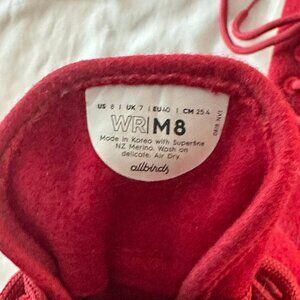 US 8 | UK 7 | EU 40 | CM 25.4
WR|M8
Made in Korea with Superfine
NZ Merino. Wash on
delicate. Air Dry.
allbirds